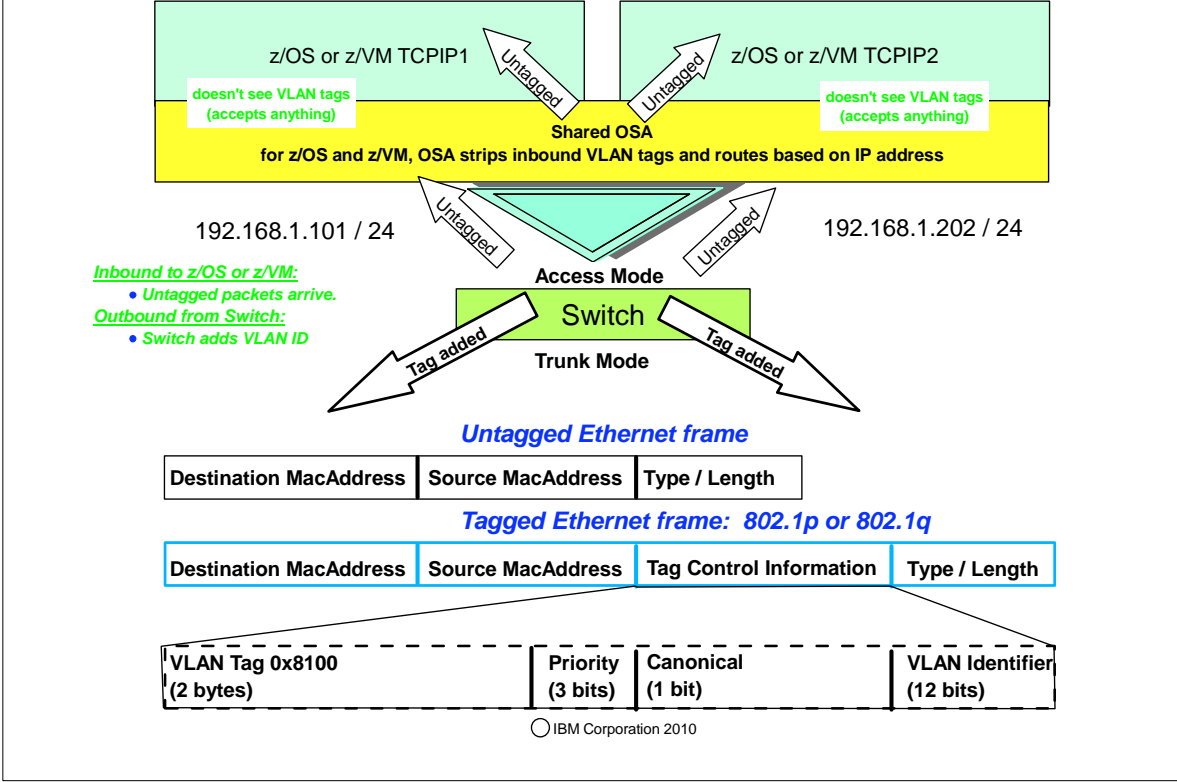 z/OS or z/VM TCPIP1
z/OS or z/VM TCPIP2
Untagged
Untagged
doesn't see VLAN tags
(accepts anything)
doesn't see VLAN tags
(accepts anything)
Shared OSA
for z/OS and z/VM, OSA strips inbound VLAN tags and routes based on IP address
Untagged
Untagged
192.168.1.101 / 24
192.168.1.202 / 24
Inbound to z/OS or z/VM:
• Untagged packets arrive.
Outbound from Switch:
• Switch adds VLAN ID
Access Mode
Switch
Trunk Mode
Tag added
Tag added
Untagged Ethernet frame
Destination MacAddress Source MacAddress Type / Length
Tagged Ethernet frame: 802.1p or 802.1q
Destination MacAddress Source MacAddress Tag Control Information Type / Length
VLAN Tag 0x8100
(2 bytes)
Priority
(3 bits)
Canonical
(1 bit)
VLAN Identifier
(12 bits)
IBM Corporation 2010